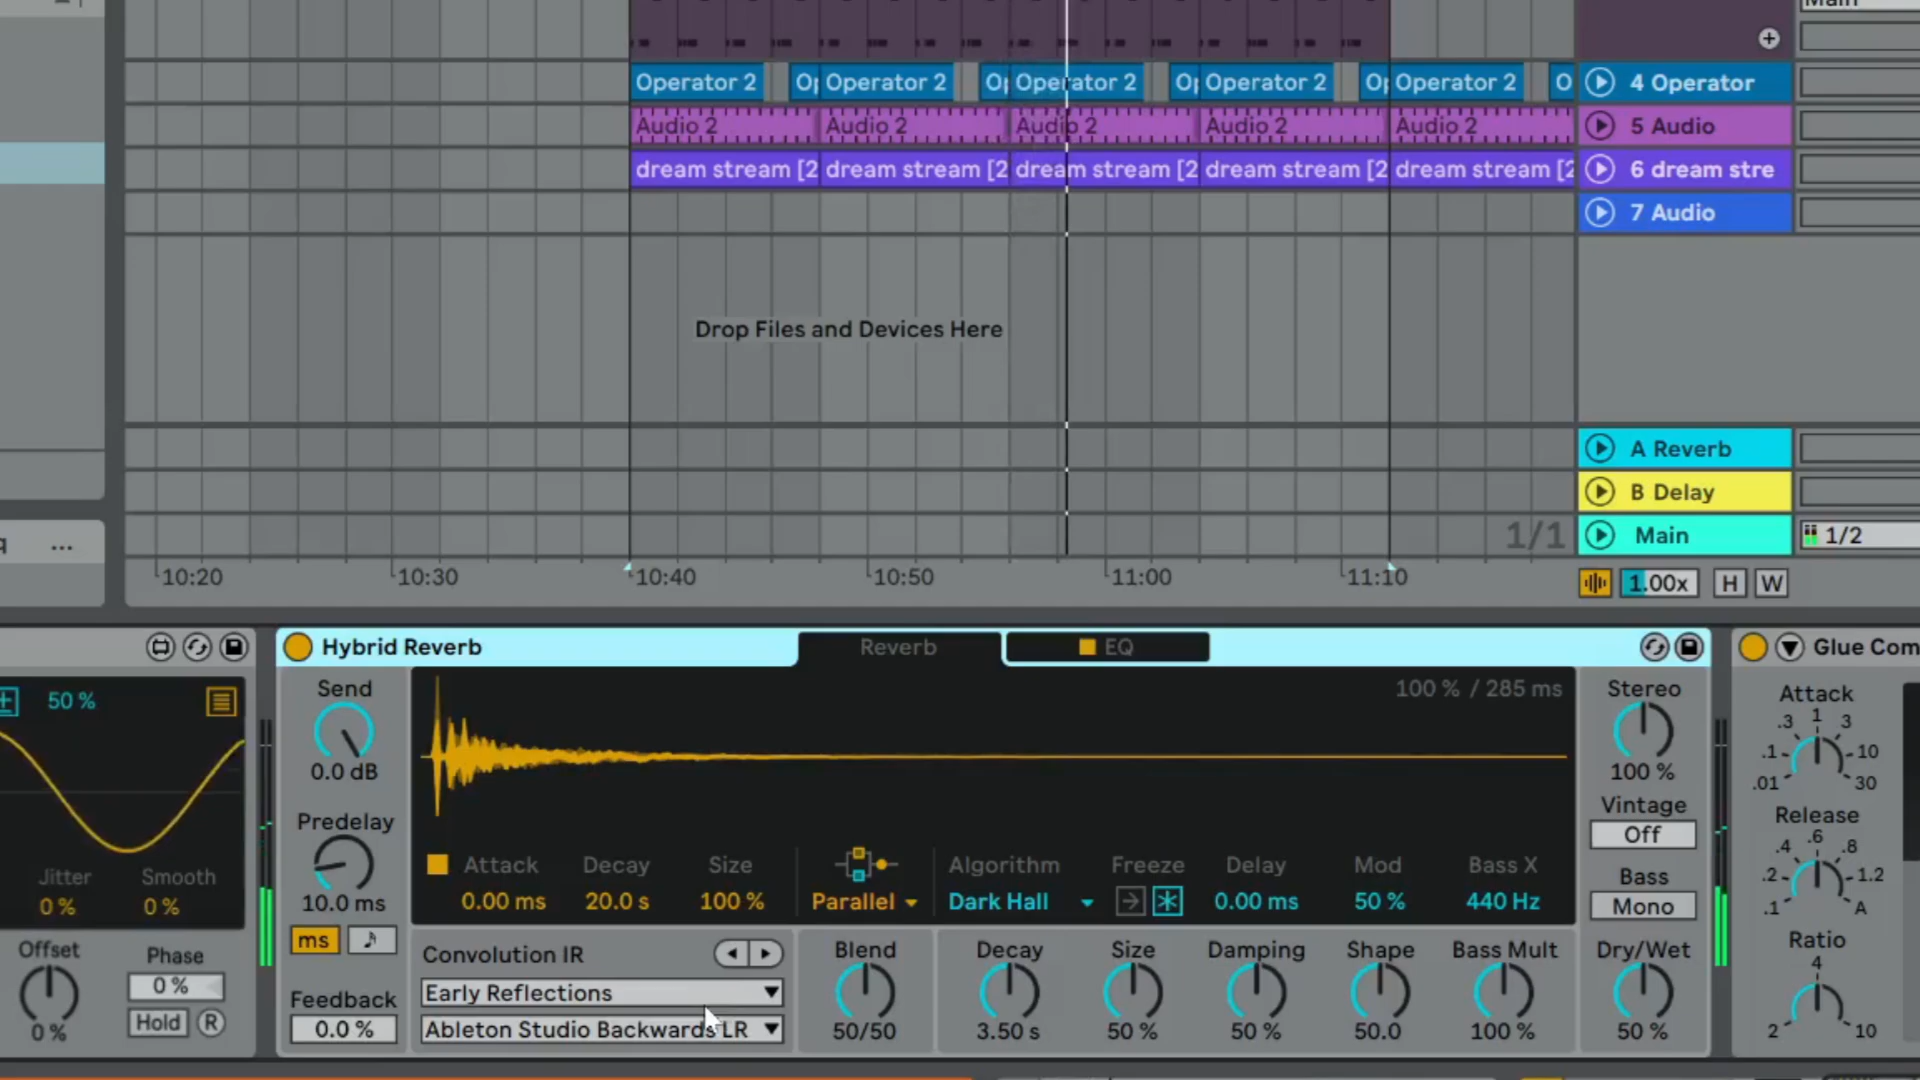 Operator 2 Op Operator 2 Op Operator 2 Op Operator 2 Op Operator 2 O
4 Operator
Audio 2 Audio 2 Audio 2 Audio 2 Audio 2
5 Audio
dream stream [2 dream stream [2 dream stream [2 dream stream [2 dream stream [2
6 dream stre
7 Audio
Drop Files and Devices Here
A Reverb
B Delay
1/1
Main
1/2
10:20 10:30 10:40 10:50 11:00 11:10
1.00x H W
50 %
Jitter Smooth
0 % 0 %
Offset Phase
0 %
Hold R
0 %
Hybrid Reverb Reverb EQ
Send
0.0 dB
Predelay
10.0 ms
ms
Feedback
0.0 %
100 % / 285 ms
Attack Decay Size
0.00 ms 20.0 s 100 %
Parallel
Algorithm Freeze Delay Mod Bass X
Dark Hall 0.00 ms 50 % 440 Hz
Convolution IR
Early Reflections
Ableton Studio Backwards LR
Blend Decay Size Damping Shape Bass Mult
50/50 3.50 s 50 % 50 % 50.0 100 %
Stereo
100 %
Vintage
Off
Bass
Mono
Dry/Wet
50 %
Glue Com
Attack
.01 .1 .3 1 3 10 30
Release
.1 .2 .4 .6 .8 1.2 A
Ratio
2 4 10